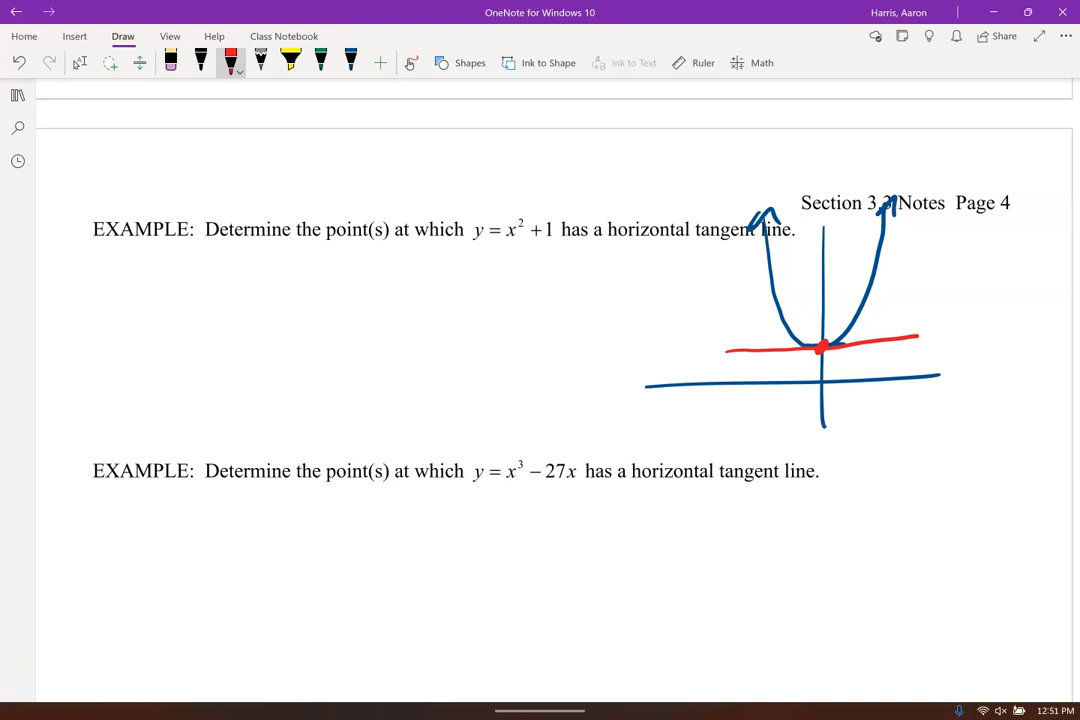 OneNote for Windows 10
Harris, Aaron
Home Insert Draw View Help Class Notebook
Share
Shapes Ink to Shape Ink to Text Ruler Math
Section 3.3 Notes Page 4
EXAMPLE: Determine the point(s) at which y = x² + 1 has a horizontal tangent line.
EXAMPLE: Determine the point(s) at which y = x³ − 27x has a horizontal tangent line.
12:51 PM